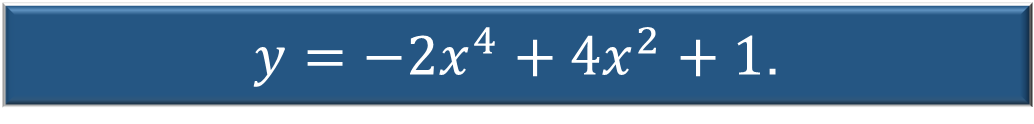 y = −2x⁴ + 4x² + 1.